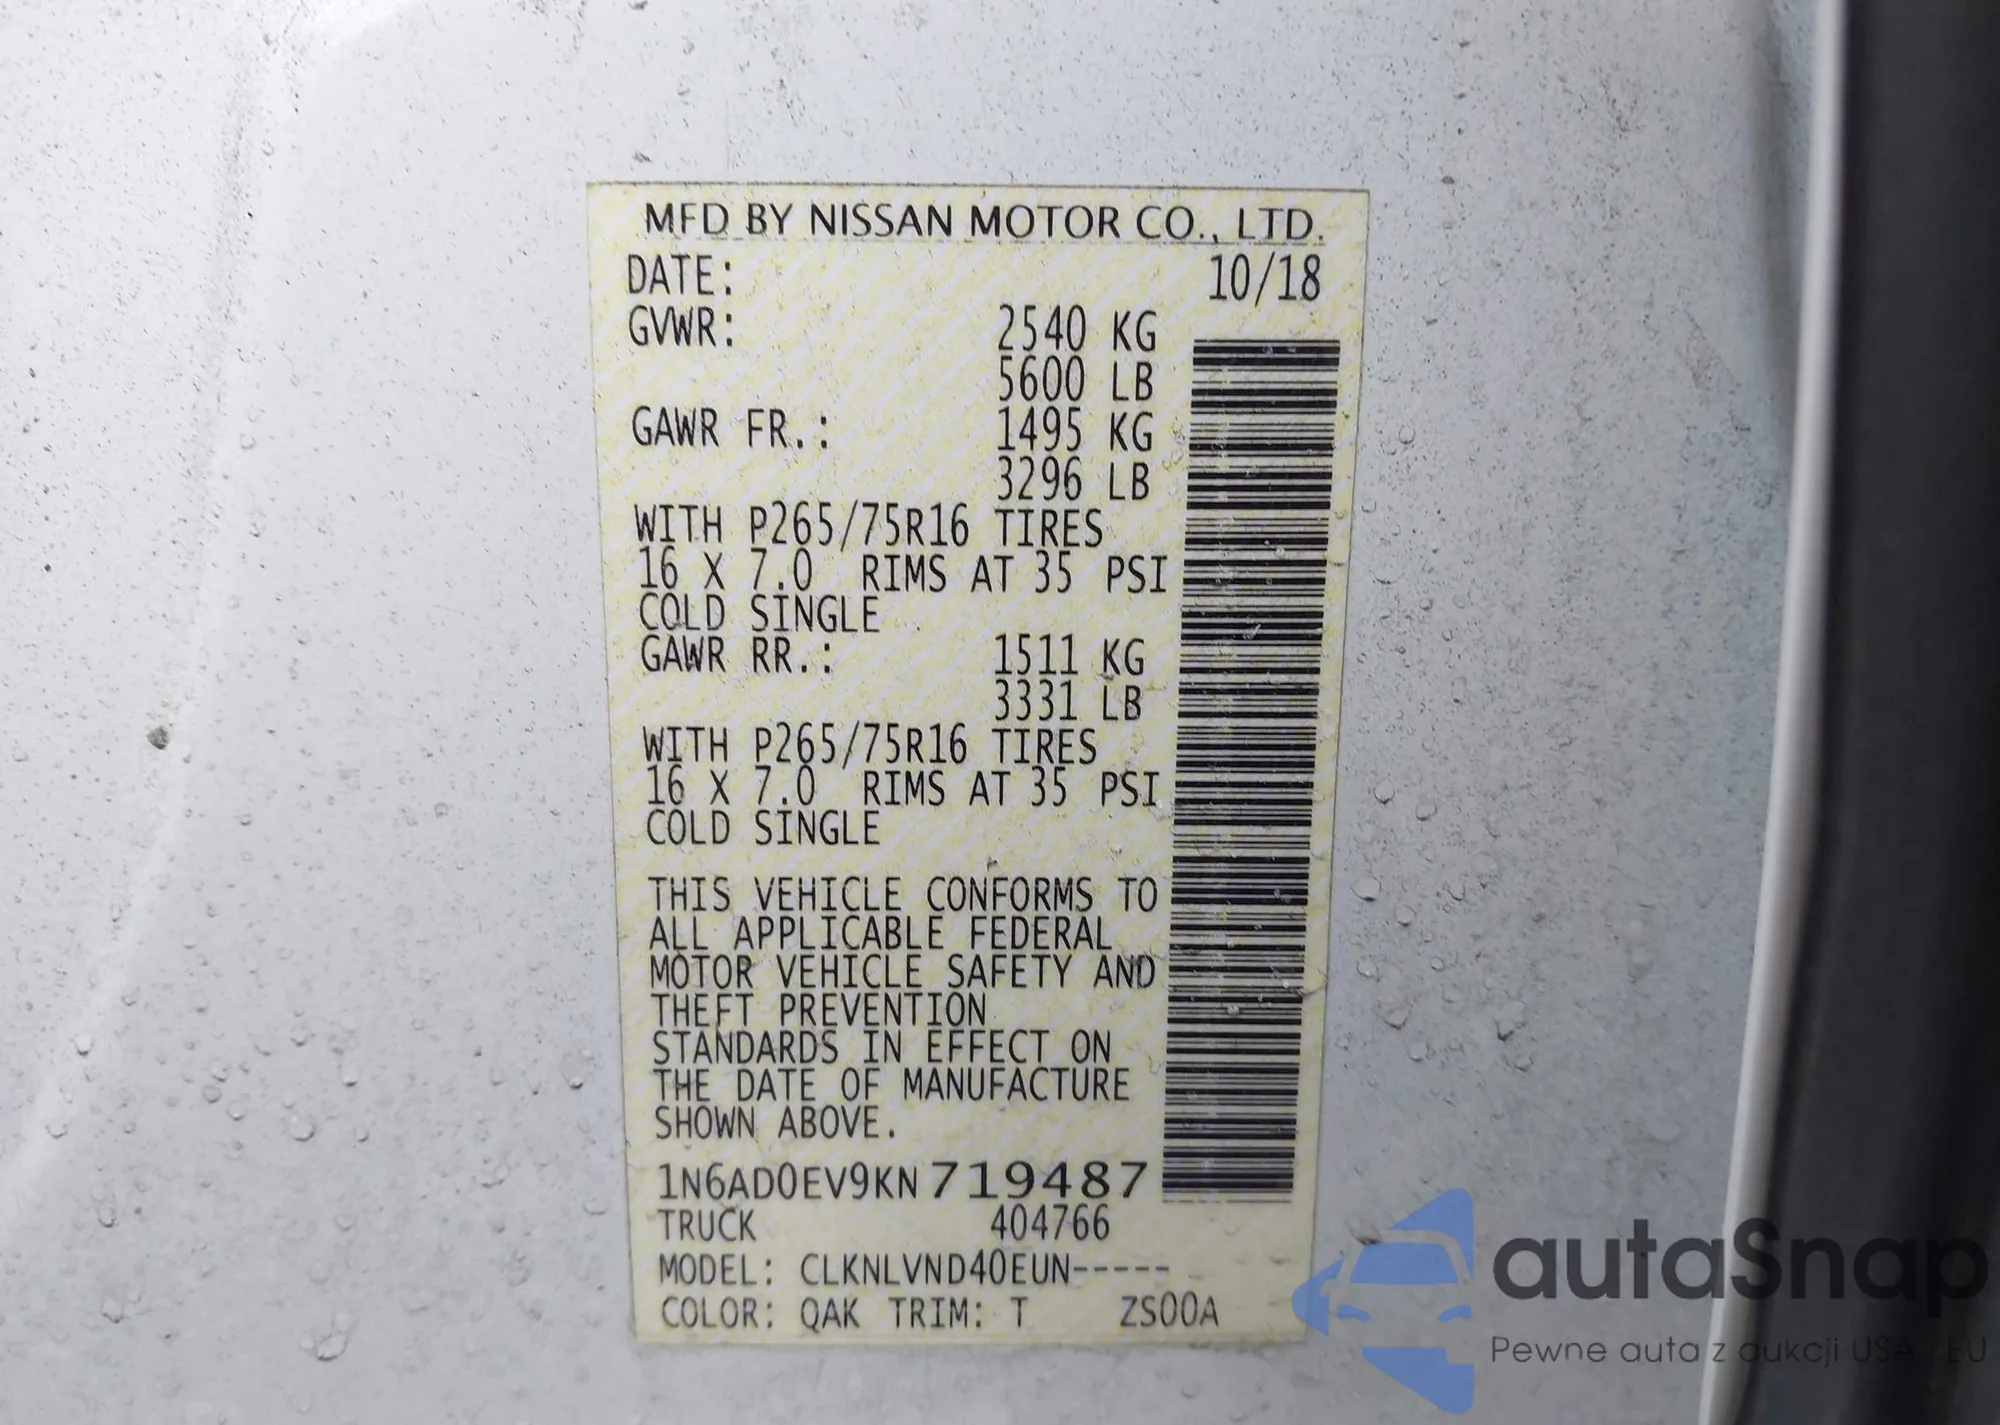 MFD BY NISSAN MOTOR CO., LTD.
DATE: 10/18
GVWR: 2540 KG
5600 LB
GAWR FR.: 1495 KG
3296 LB
WITH P265/75R16 TIRES
16 X 7.0 RIMS AT 35 PSI
COLD SINGLE
GAWR RR.: 1511 KG
3331 LB
WITH P265/75R16 TIRES
16 X 7.0 RIMS AT 35 PSI
COLD SINGLE
THIS VEHICLE CONFORMS TO
ALL APPLICABLE FEDERAL
MOTOR VEHICLE SAFETY AND
THEFT PREVENTION
STANDARDS IN EFFECT ON
THE DATE OF MANUFACTURE
SHOWN ABOVE.
1N6AD0EV9KN719487
TRUCK 404766
MODEL: CLKNLVND40EUN-----
COLOR: QAK TRIM: T ZS00A
autaSnap
Pewne auta z aukcji USA i EU